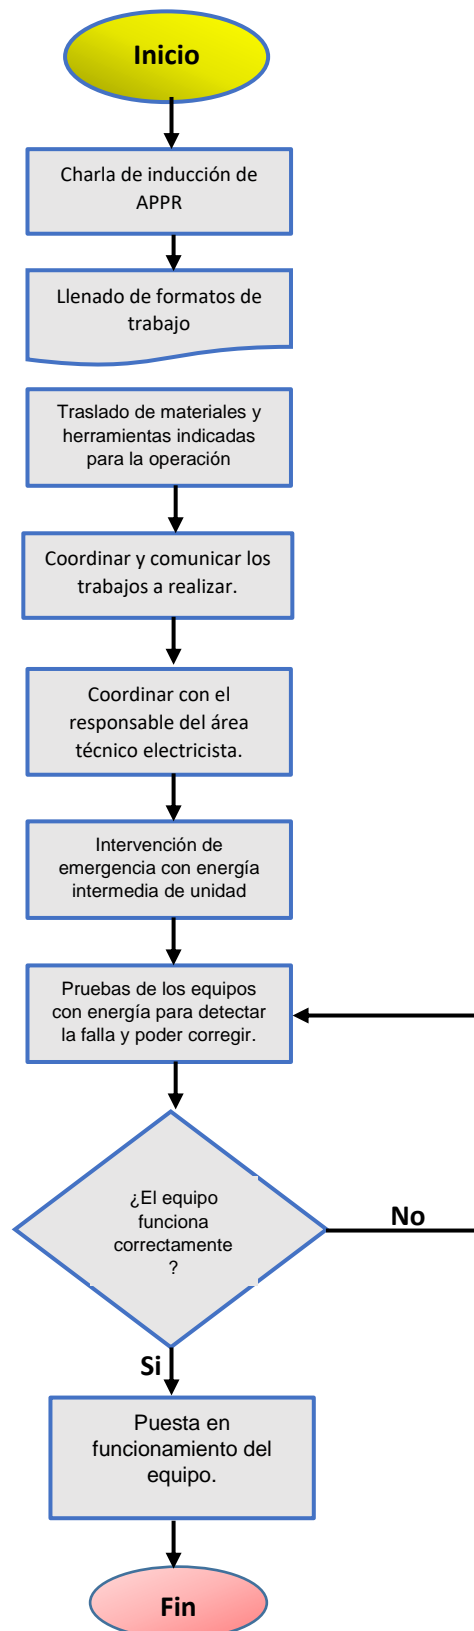 Inicio
Charla de inducción de
APPR
Llenado de formatos de
trabajo
Traslado de materiales y
herramientas indicadas
para la operación
Coordinar y comunicar los
trabajos a realizar.
Coordinar con el
responsable del área
técnico electricista.
Intervención de
emergencia con energía
intermedia de unidad
Pruebas de los equipos
con energía para detectar
la falla y poder corregir.
¿El equipo
funciona
correctamente
?
No
Si
Puesta en
funcionamiento del
equipo.
Fin